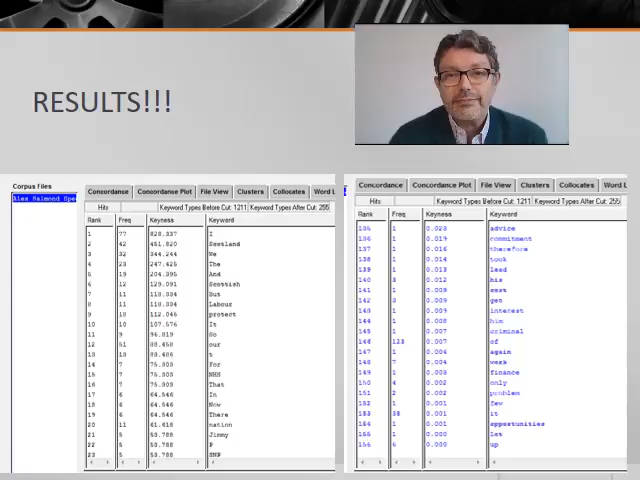 RESULTS!!!
Corpus Files
Alex Salmond Spe
Concordance Concordance Plot File View Clusters Collocates Word L
Hits Keyword Types Before Cut: 1211 Keyword Types After Cut: 255
Rank Freq Keyness Keyword
1 77 828.337 I
2 42 451.820 Scotland
3 32 344.244 We
4 23 247.425 The
5 19 204.395 And
6 12 129.091 Scottish
7 11 118.334 But
8 11 118.334 Labour
9 11 112.046 protect
10 10 107.576 It
11 9 96.819 So
12 51 88.458 our
13 13 83.486 t
14 7 75.303 For
15 7 75.303 NHS
16 7 75.303 That
17 6 64.546 In
18 6 64.546 Now
19 6 64.546 There
20 11 61.618 nation
21 5 53.788 Jimmy
22 5 53.788 P
23 5 53.788 SNP
Concordance Concordance Plot File View Clusters Collocates Word L
Hits Keyword Types Before Cut: 1211 Keyword Types After Cut: 255
Rank Freq Keyness Keyword
135 1 0.023 advice
136 1 0.019 commitment
137 1 0.016 therefore
138 1 0.014 took
139 1 0.013 lead
140 3 0.012 his
141 1 0.009
142 3 0.009 get
143 1 0.009 interest
144 1 0.008 him
145 1 0.007 criminal
146 123 0.007 of
147 1 0.004 again
148 7 0.004 work
149 1 0.003 finance
150 4 0.002 only
151 2 0.002 problem
152 1 0.001 few
153 38 0.001 it
154 1 0.001 opportunities
155 1 0.000 let
156 6 0.000 up